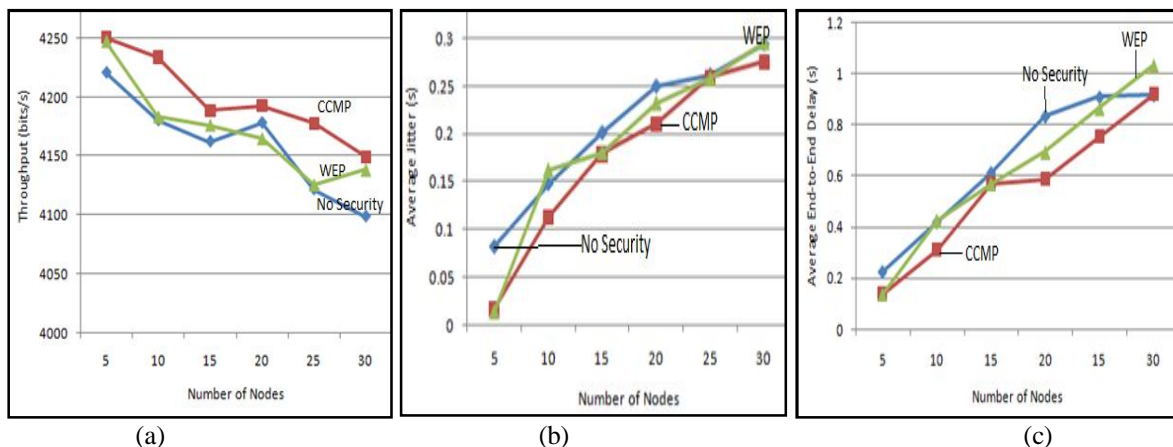 4250
4200
4150
4100
4050
4000
Throughput (bits/s)
CCMP
WEP
No Security
5 10 15 20 25 30
Number of Nodes
(a)
0.3
0.25
0.2
0.15
0.1
0.05
0
Average Jitter (s)
WEP
CCMP
No Security
5 10 15 20 25 30
Number of Nodes
(b)
1.2
1
0.8
0.6
0.4
0.2
0
Average End-to-End Delay (s)
WEP
No Security
CCMP
5 10 15 20 15 30
Number of Nodes
(c)